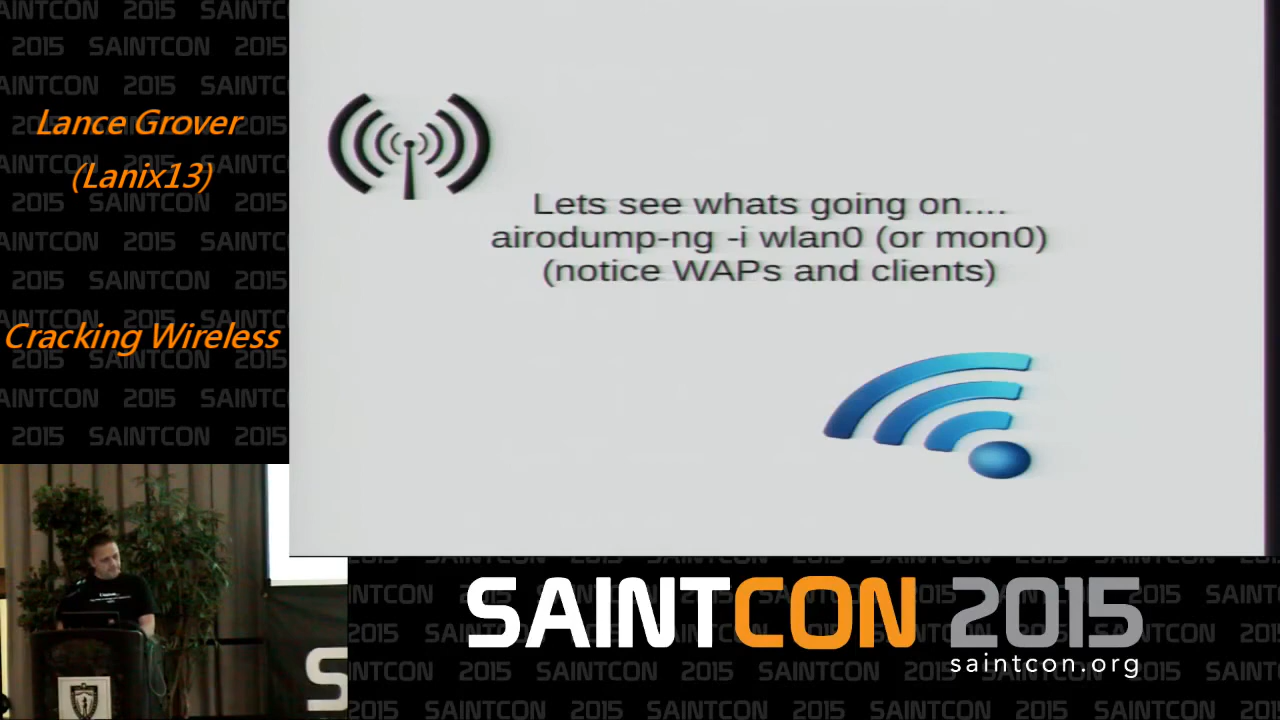 Lance Grover
(Lanix13)
Cracking Wireless
Lets see whats going on....
airodump-ng -i wlan0 (or mon0)
(notice WAPs and clients)
SAINTCON 2015
saintcon.org